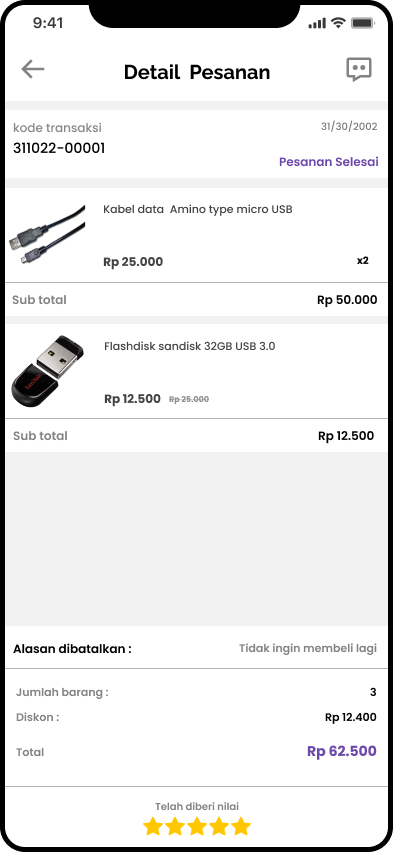 9:41
Detail Pesanan
kode transaksi
31/30/2002
311022-00001
Pesanan Selesai
Kabel data Amino type micro USB
Rp 25.000
x2
Sub total
Rp 50.000
Flashdisk sandisk 32GB USB 3.0
SanDisk
Rp 12.500 Rp 25.000
Sub total
Rp 12.500
Alasan dibatalkan :
Tidak ingin membeli lagi
Jumlah barang :
3
Diskon :
Rp 12.400
Total
Rp 62.500
Telah diberi nilai